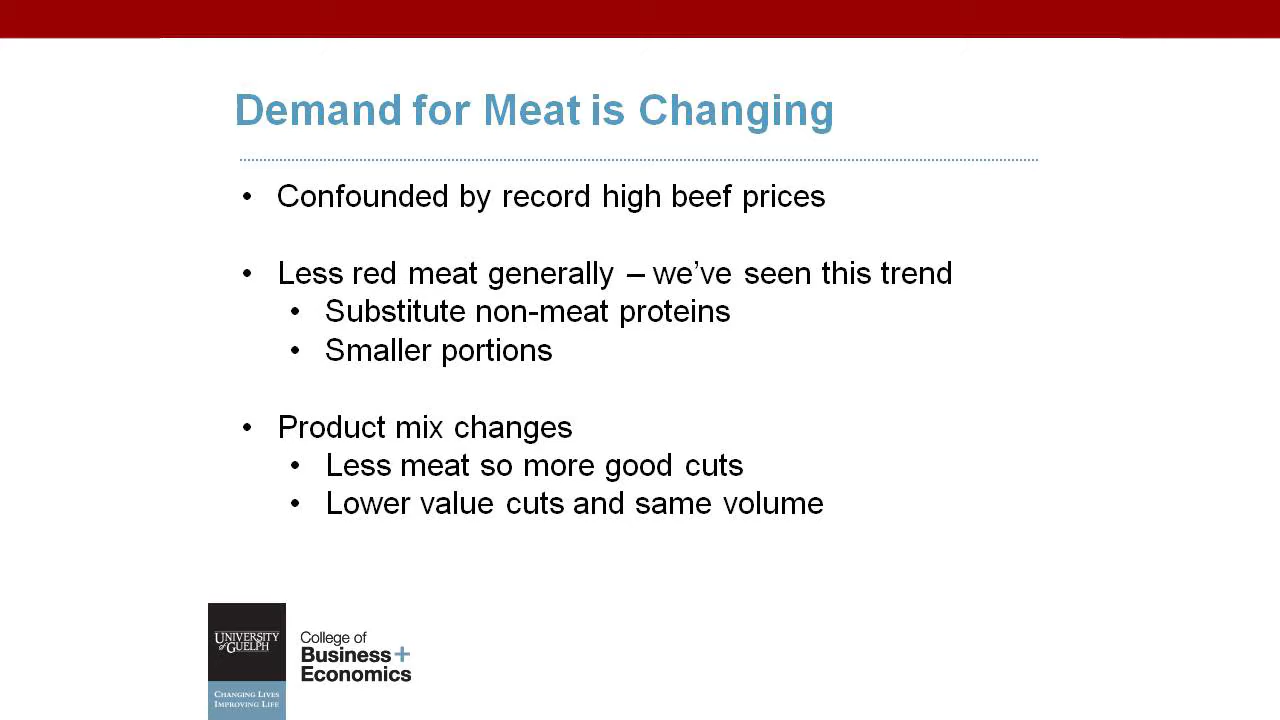 Demand for Meat is Changing
• Confounded by record high beef prices
• Less red meat generally – we’ve seen this trend
• Substitute non-meat proteins
• Smaller portions
• Product mix changes
• Less meat so more good cuts
• Lower value cuts and same volume
UNIVERSITY
of GUELPH
CHANGING LIVES
IMPROVING LIFE
College of
Business+
Economics